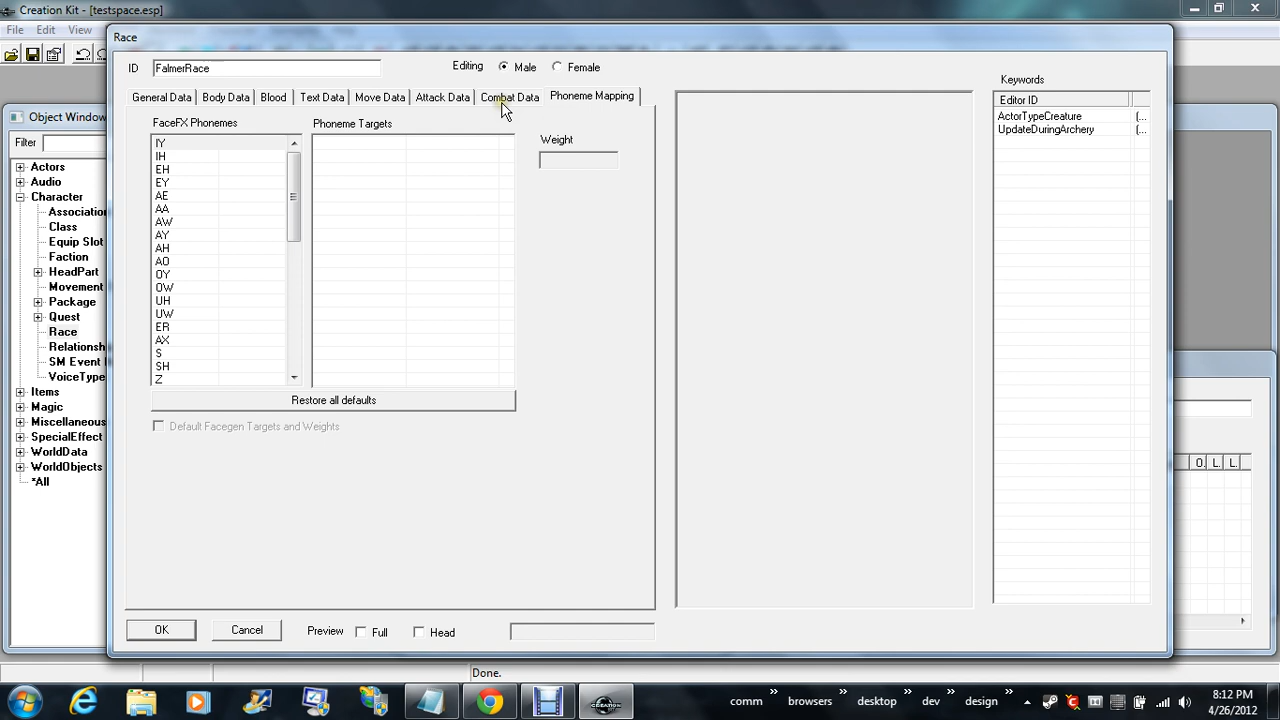 Creation Kit - [testspace.esp]
File Edit View
Race
ID FalmerRace Editing Male Female
General Data Body Data Blood Text Data Move Data Attack Data Combat Data Phoneme Mapping
FaceFX Phonemes Phoneme Targets
Weight
IY
IH
EH
EY
AE
AA
AW
AY
AH
AO
OY
OW
UH
UW
ER
AX
S
SH
Z
Restore all defaults
Default Facegen Targets and Weights
Keywords
Editor ID
ActorTypeCreature (...
UpdateDuringArchery (...
OK Cancel Preview Full Head
Object Window
Filter
Actors
Audio
Character
Association
Class
Equip Slot
Faction
HeadPart
Movement
Package
Quest
Race
Relationsh
SM Event
VoiceType
Items
Magic
Miscellaneous
SpecialEffect
WorldData
WorldObjects
*All
O. L. L.
Done.
comm » browsers » desktop » dev » design »
8:12 PM
4/26/2012